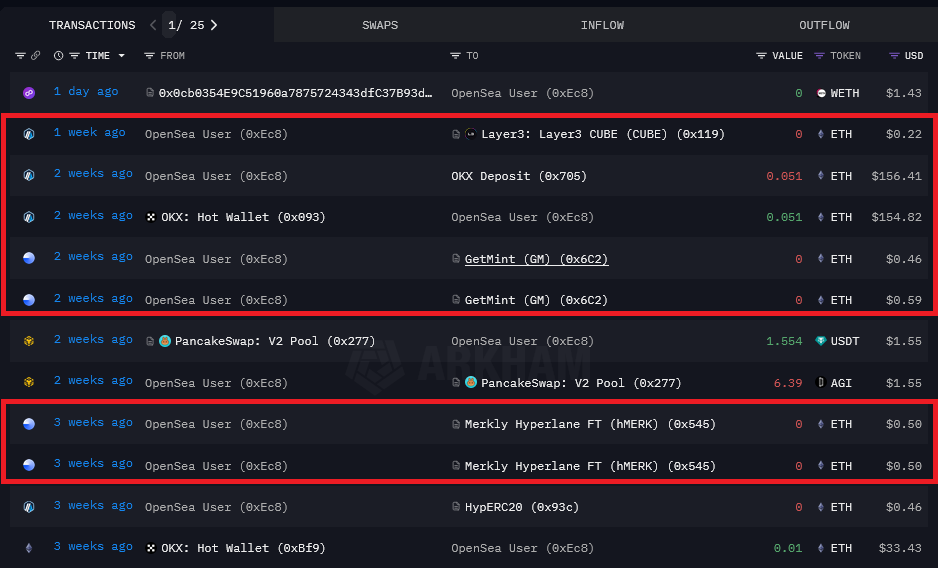 TRANSACTIONS 1/ 25 SWAPS INFLOW OUTFLOW
TIME FROM TO VALUE TOKEN USD
1 day ago 0x0cb0354E9C51960a7875724343dfC37B93d… OpenSea User (0xEc8) 0 WETH $1.43
1 week ago OpenSea User (0xEc8) Layer3: Layer3 CUBE (CUBE) (0x119) 0 ETH $0.22
2 weeks ago OpenSea User (0xEc8) OKX Deposit (0x705) 0.051 ETH $156.41
2 weeks ago OKX: Hot Wallet (0x093) OpenSea User (0xEc8) 0.051 ETH $154.82
2 weeks ago OpenSea User (0xEc8) GetMint (GM) (0x6C2) 0 ETH $0.46
2 weeks ago OpenSea User (0xEc8) GetMint (GM) (0x6C2) 0 ETH $0.59
2 weeks ago PancakeSwap: V2 Pool (0x277) OpenSea User (0xEc8) 1.554 USDT $1.55
ARKHAM
2 weeks ago OpenSea User (0xEc8) PancakeSwap: V2 Pool (0x277) 6.39 AGI $1.55
3 weeks ago OpenSea User (0xEc8) Merkly Hyperlane FT (hMERK) (0x545) 0 ETH $0.50
3 weeks ago OpenSea User (0xEc8) Merkly Hyperlane FT (hMERK) (0x545) 0 ETH $0.50
3 weeks ago OpenSea User (0xEc8) HypERC20 (0x93c) 0 ETH $0.46
3 weeks ago OKX: Hot Wallet (0xBf9) OpenSea User (0xEc8) 0.01 ETH $33.43